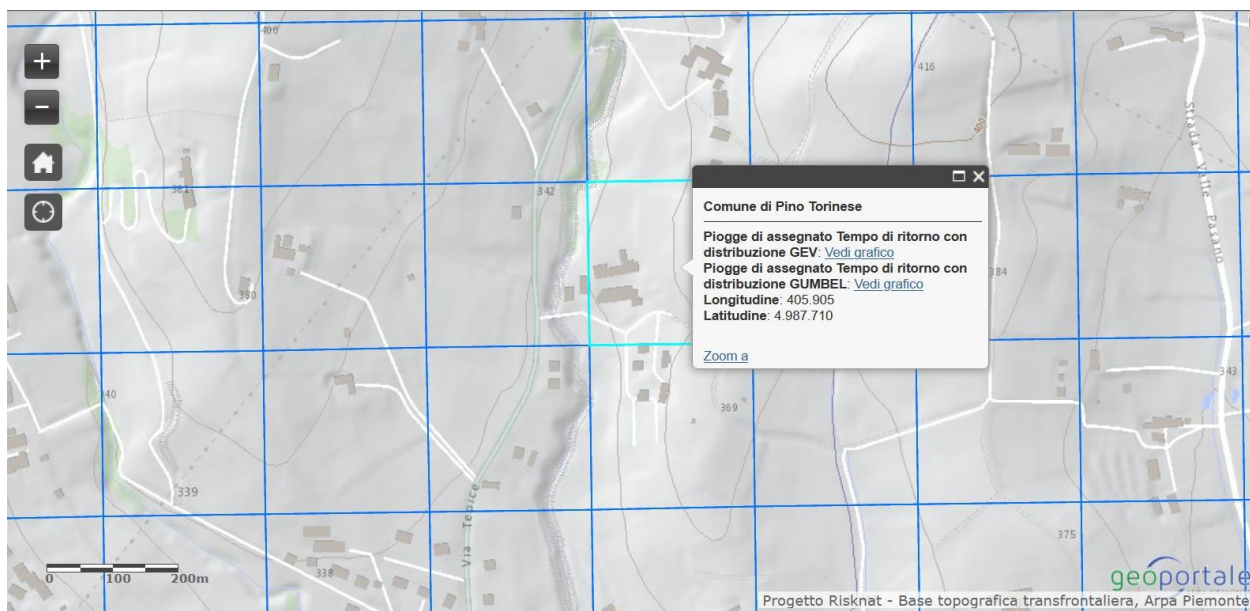 +
400
416
400
−
Strada Valle Pasano
342
381
Comune di Pino Torinese
Piogge di assegnato Tempo di ritorno con
distribuzione GEV: Vedi grafico
Piogge di assegnato Tempo di ritorno con
distribuzione GUMBEL: Vedi grafico
Longitudine: 405.905
Latitudine: 4.987.710
Zoom a
384
380
343
340
369
339
Via Tepice
375
338
0 100 200m
geoportale
Progetto Risknat - Base topografica transfrontaliera, Arpa Piemonte